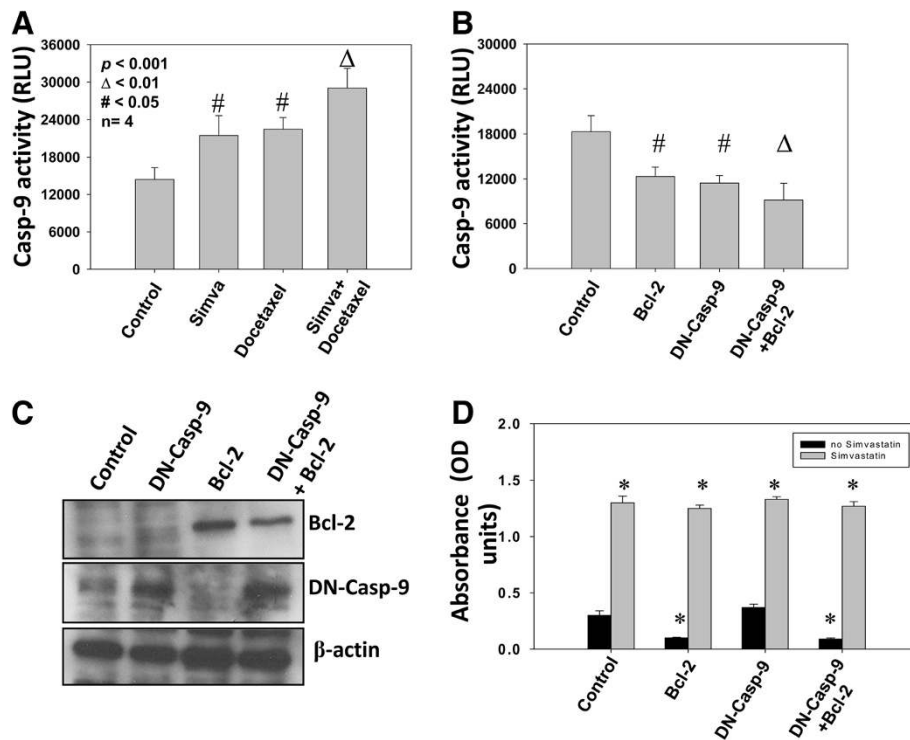 A
Casp-9 activity (RLU)
36000
30000
24000
18000
12000
6000
0
p < 0.001
Δ < 0.01
# < 0.05
n= 4
#
#
Δ
Control
Simva
Docetaxel
Simva+
Docetaxel
B
Casp-9 activity (RLU)
30000
24000
18000
12000
6000
0
#
#
Δ
Control
Bcl-2
DN-Casp-9
DN-Casp-9
+Bcl-2
C
Control
DN-Casp-9
Bcl-2
DN-Casp-9
+ Bcl-2
Bcl-2
DN-Casp-9
β-actin
D
Absorbance (OD
units)
2.0
1.5
1.0
0.5
0.0
no Simvastatin
Simvastatin
*
*
*
*
*
*
Control
Bcl-2
DN-Casp-9
DN-Casp-9
+Bcl-2